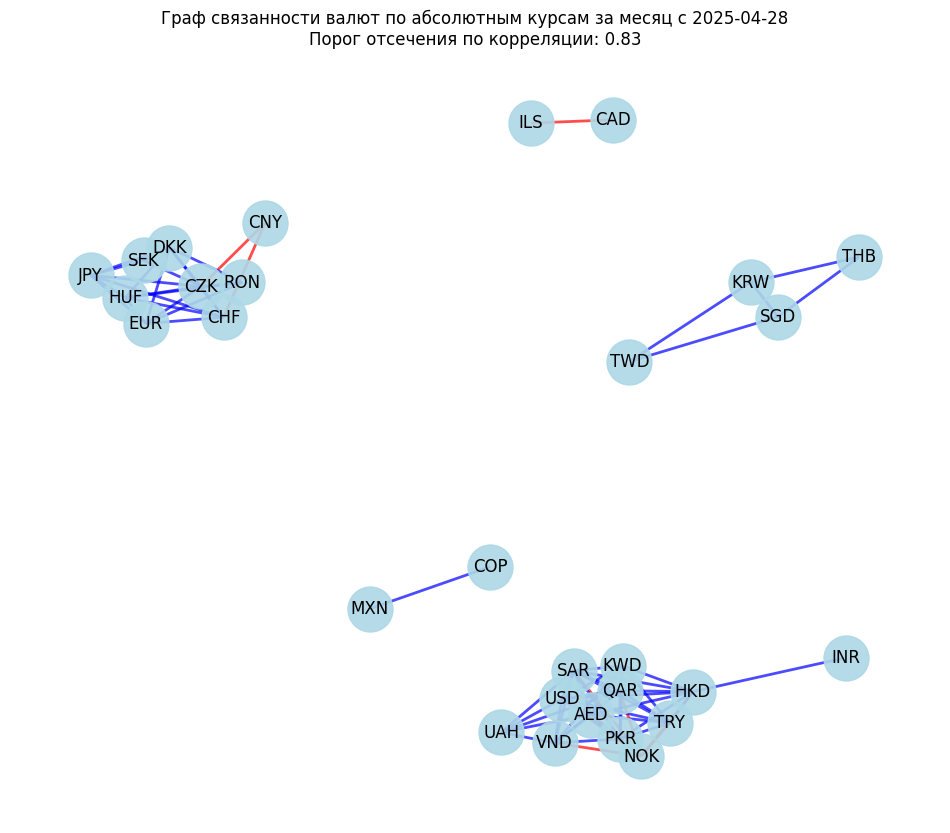 Граф связанности валют по абсолютным курсам за месяц с 2025-04-28
Порог отсечения по корреляции: 0.83
ILS
CAD
CNY
DKK
SEK
JPY
CZK
RON
HUF
EUR
CHF
THB
KRW
SGD
TWD
COP
MXN
INR
SAR
KWD
QAR
HKD
USD
AED
TRY
UAH
VND
PKR
NOK